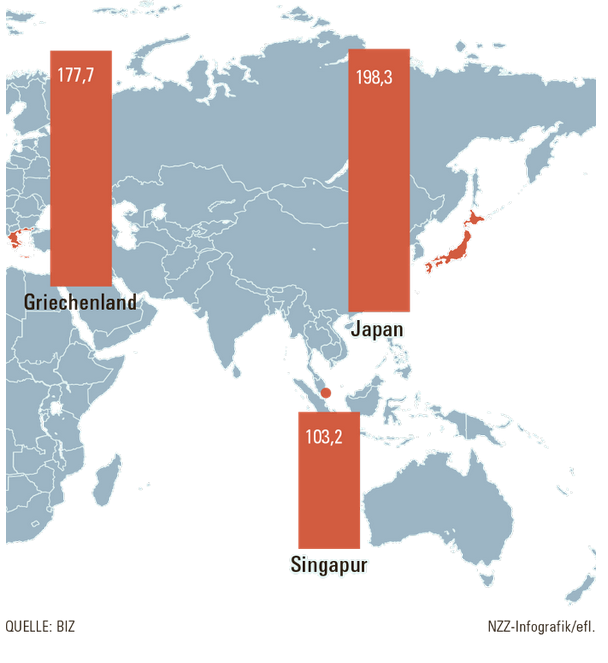 177,7
198,3
Griechenland
Japan
103,2
Singapur
QUELLE: BIZ
NZZ-Infografik/efl.